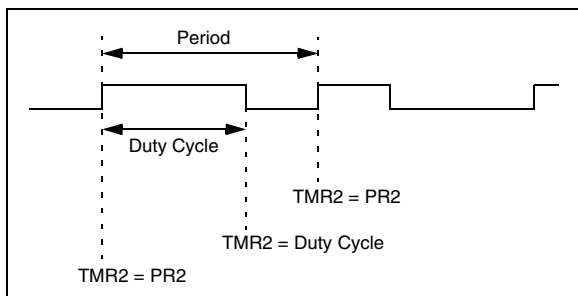 Period
Duty Cycle
TMR2 = PR2
TMR2 = Duty Cycle
TMR2 = PR2